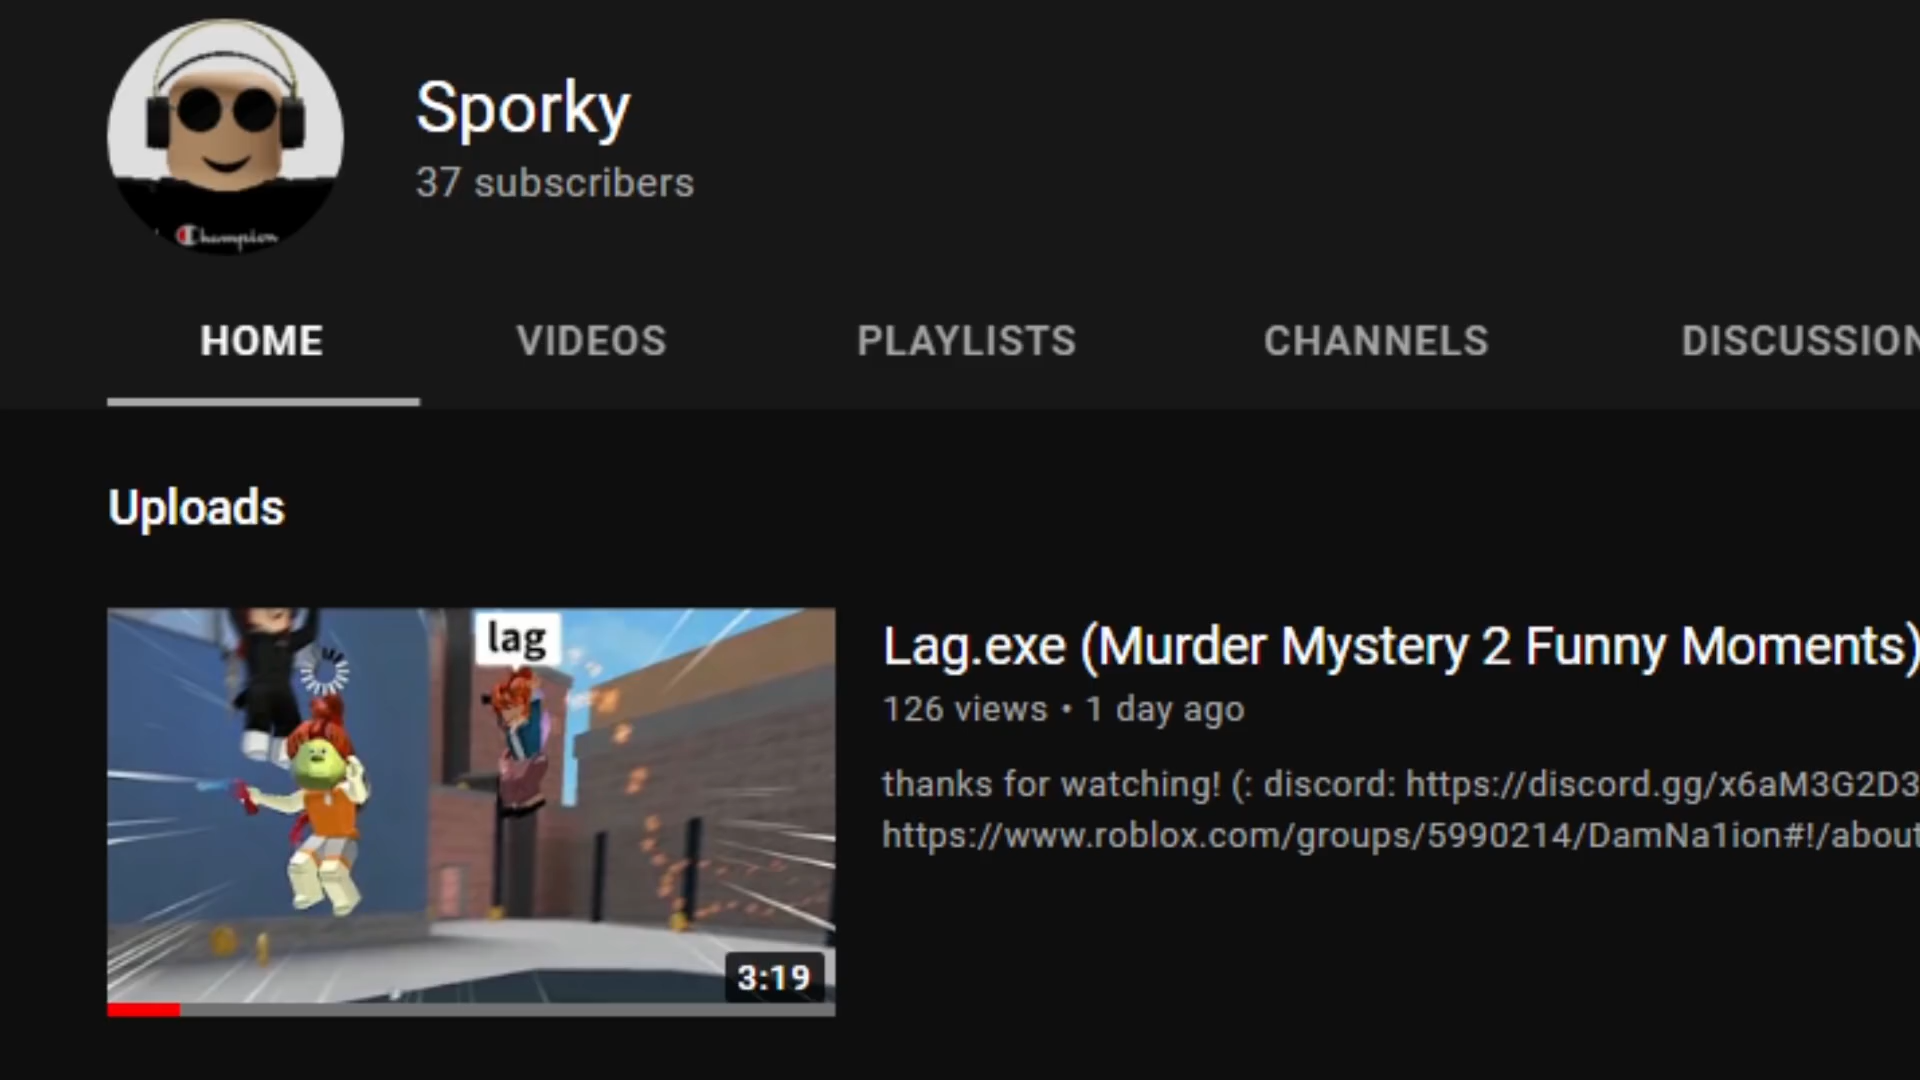 Sporky
37 subscribers
Champion
HOME VIDEOS PLAYLISTS CHANNELS DISCUSSION
Uploads
lag
3:19
Lag.exe (Murder Mystery 2 Funny Moments)
126 views • 1 day ago
thanks for watching! (: discord: https://discord.gg/x6aM3G2D3
https://www.roblox.com/groups/5990214/DamNa1ion#!/about